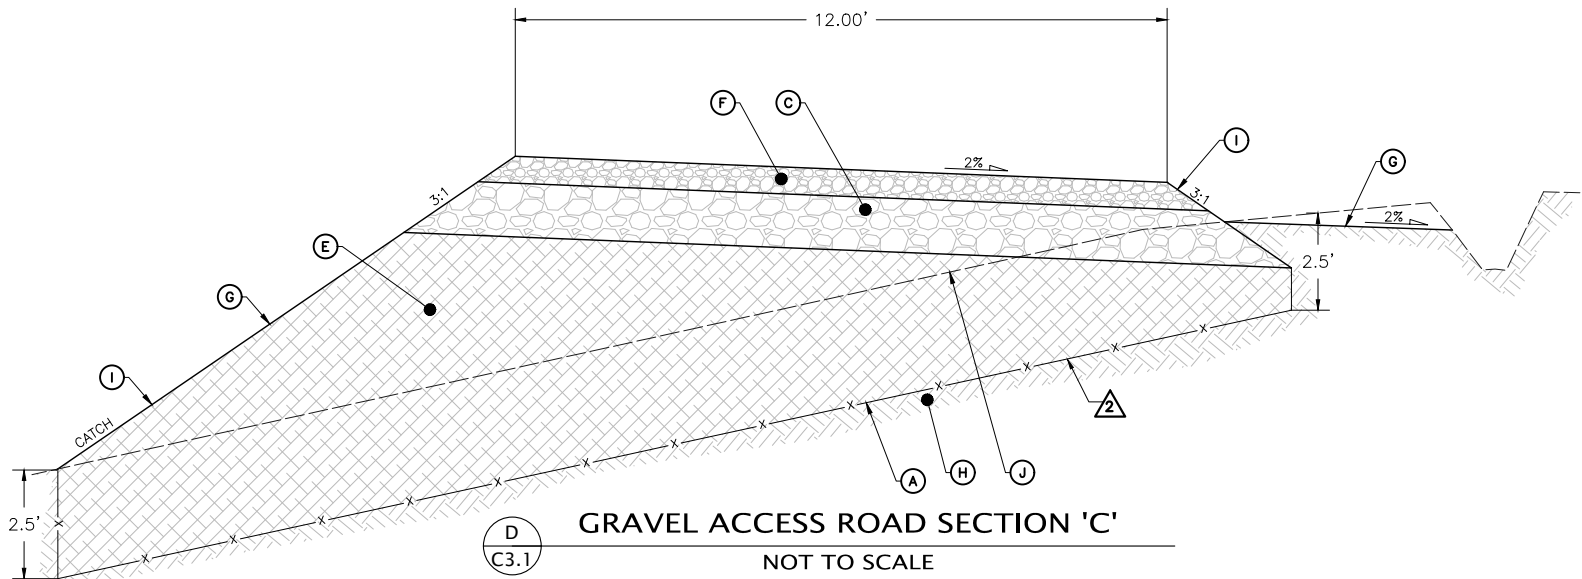 12.00'
F
C
I
2%
G
3:1
3:1
2%
E
2.5'
G
I
2
CATCH
A
H
J
2.5'
D
C3.1
GRAVEL ACCESS ROAD SECTION 'C'
NOT TO SCALE